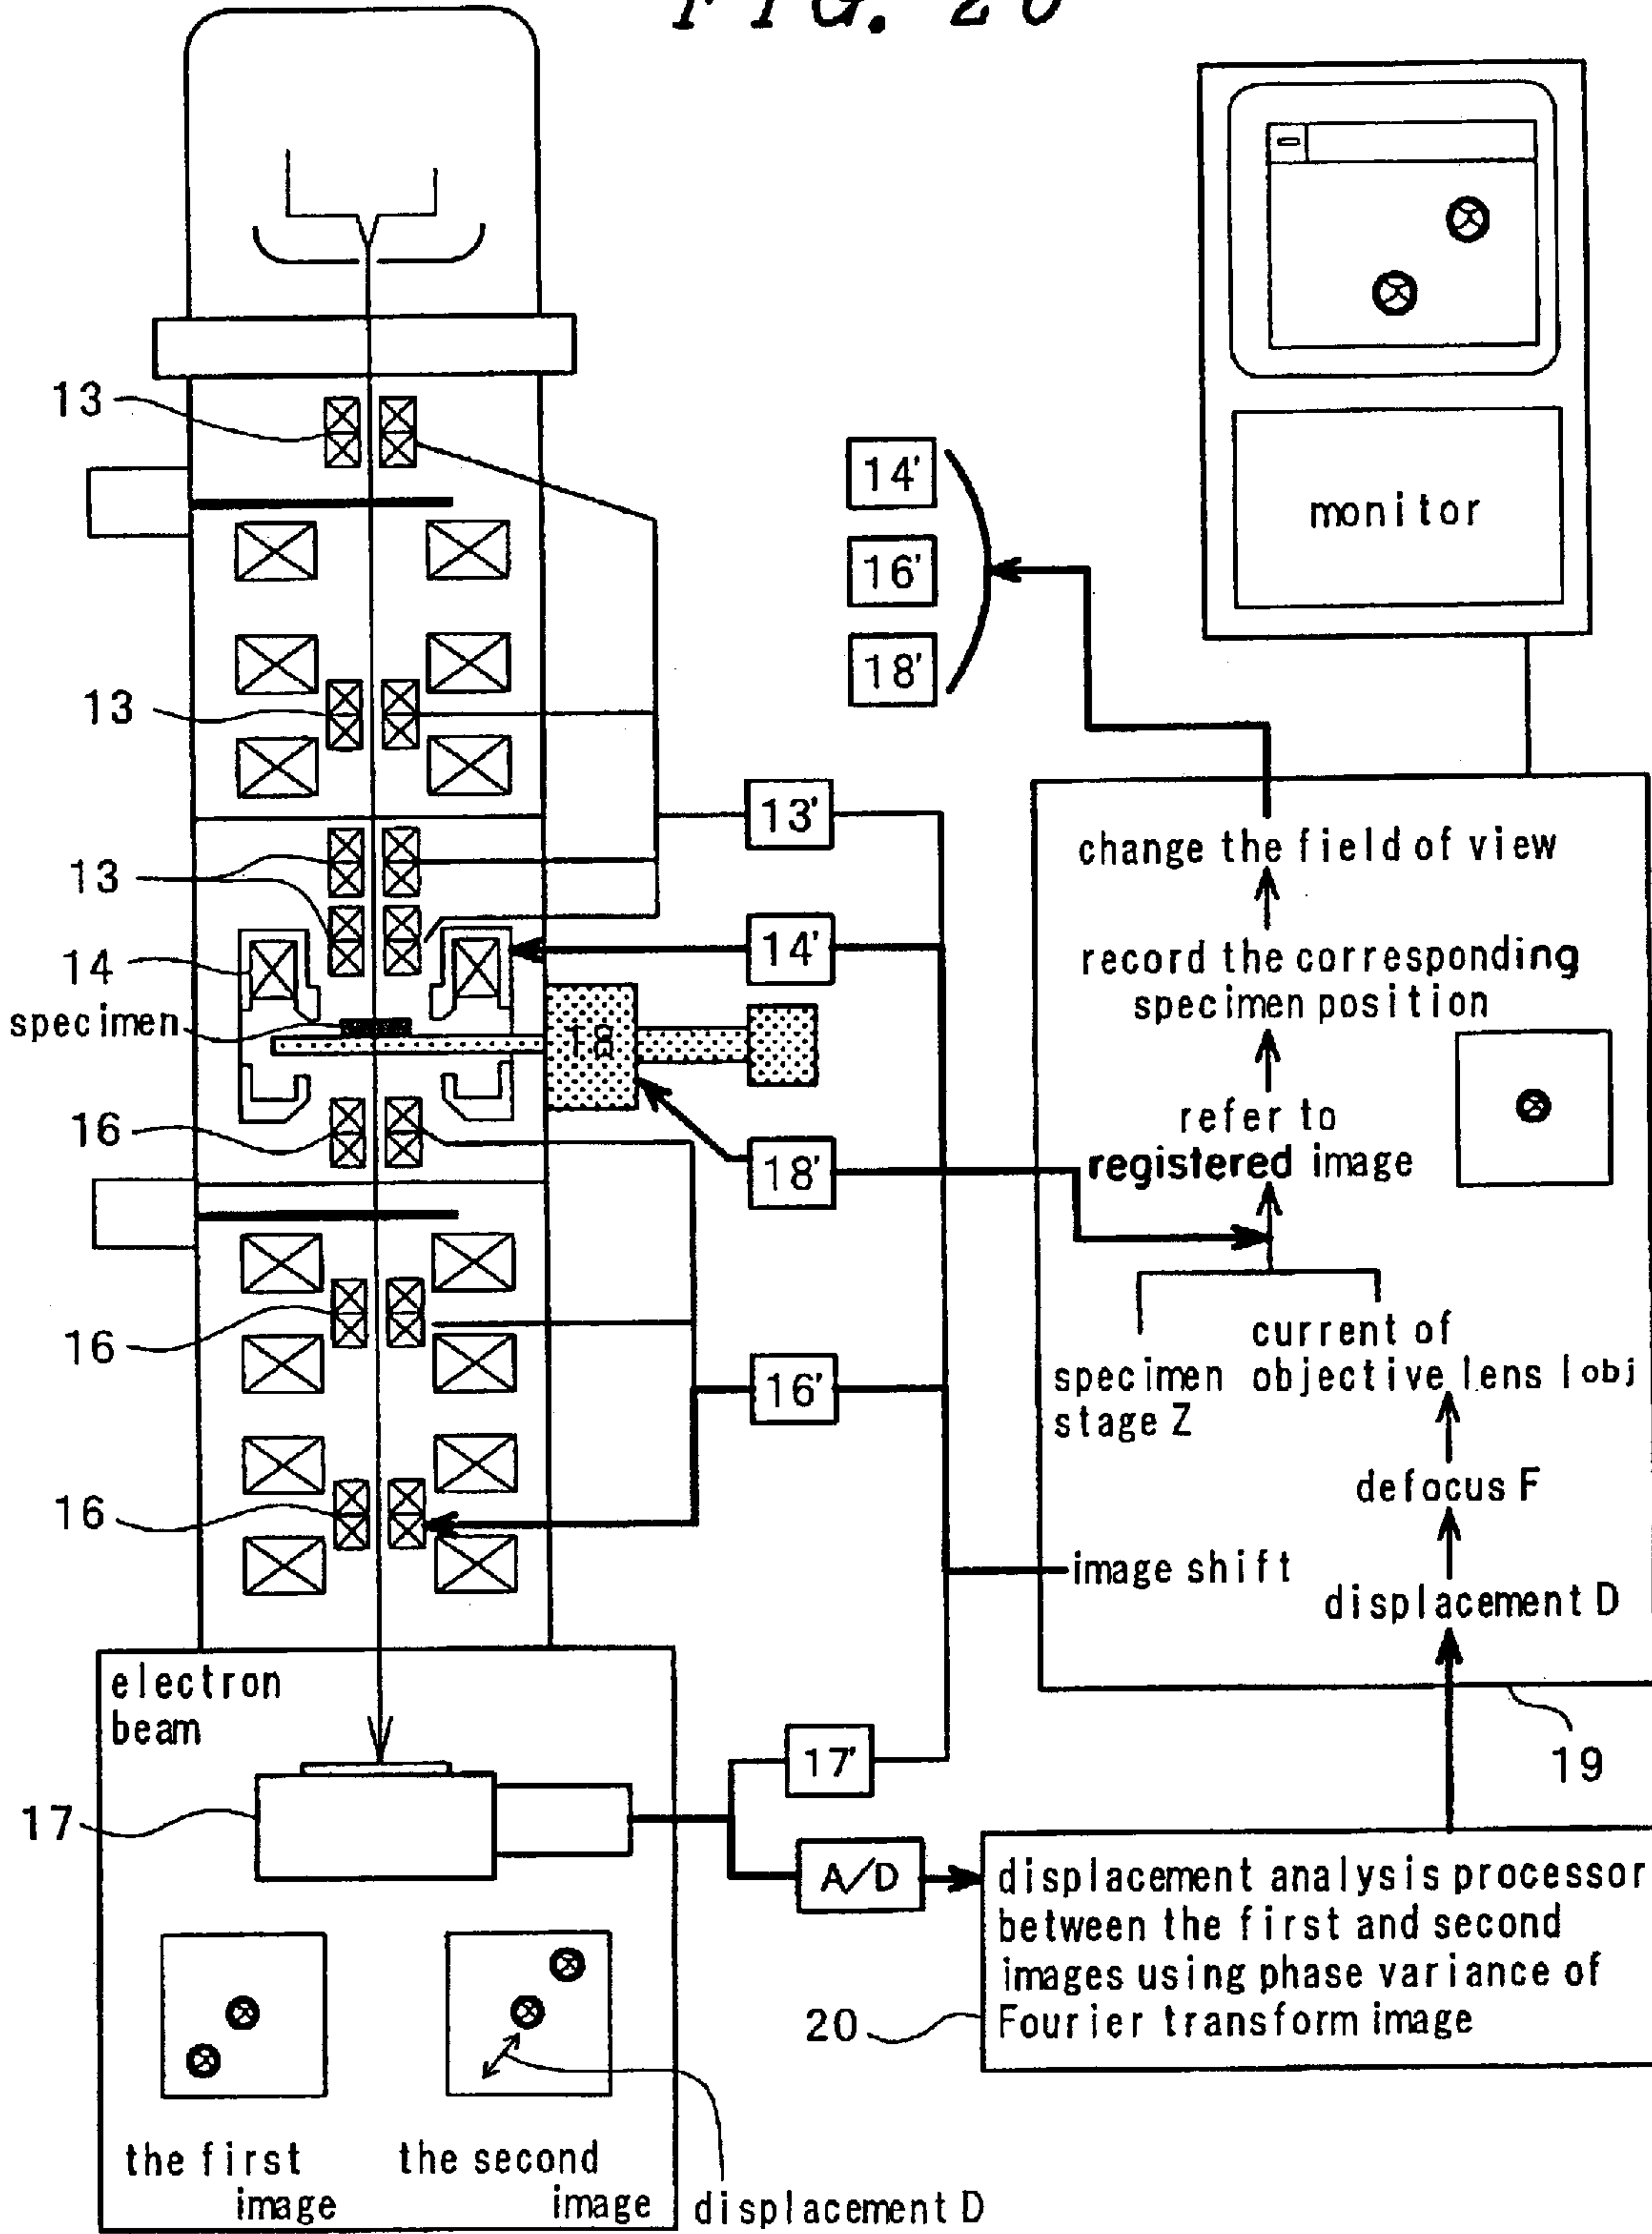 FIG. 20
13
14'
16'
18'
monitor
13
13'
13
14'
14
specimen
18
16
18'
16
16'
16
change the field of view
record the corresponding
specimen position
refer to
registered image
current of
objective lens Iobj
specimen
stage Z
defocus F
image shift
displacement D
19
electron
beam
17'
17
A/D
displacement analysis processor
between the first and second
images using phase variance of
Fourier transform image
20
the first
image
the second
image
displacement D